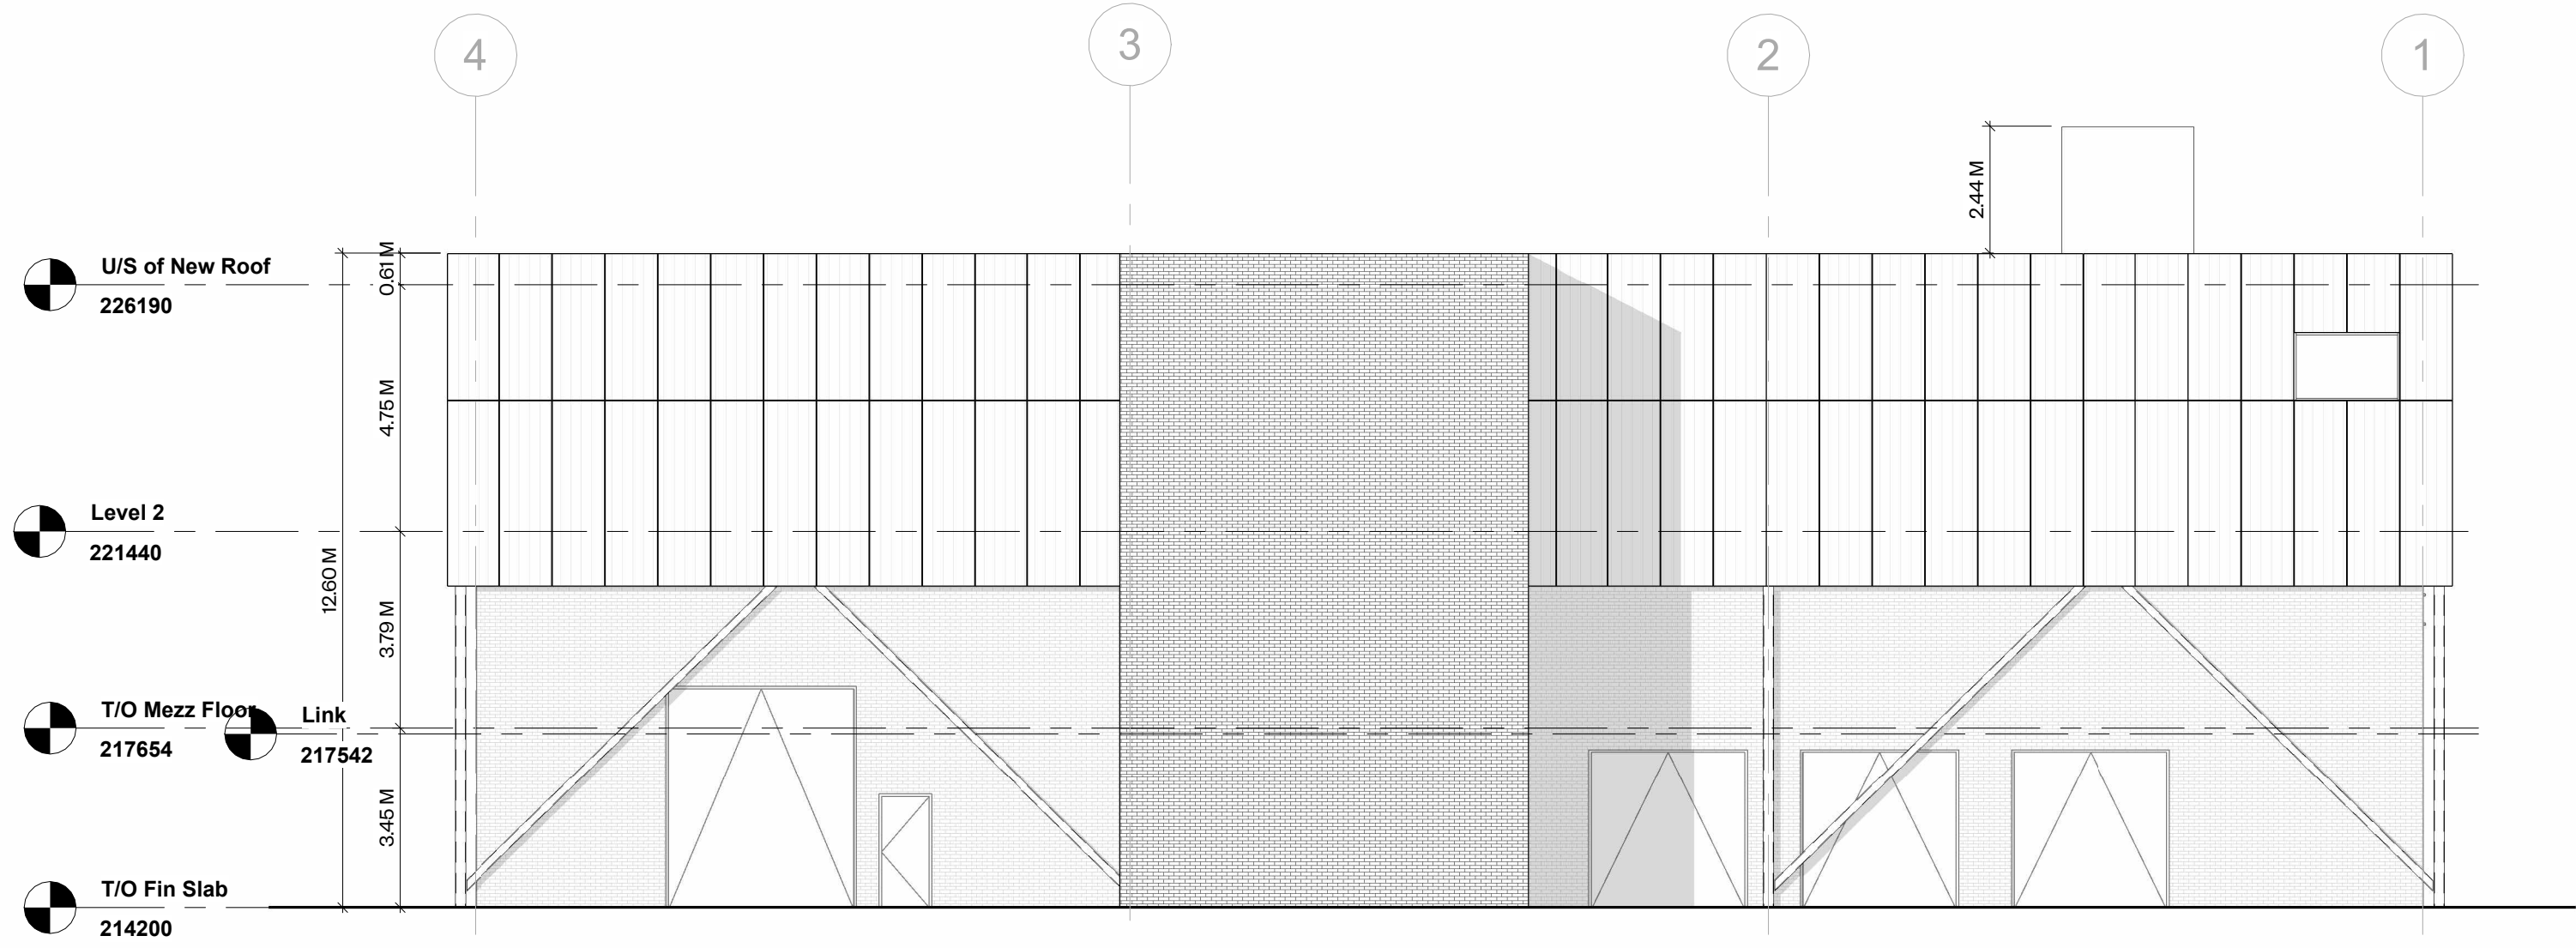 4
3
2
1
2.44 M
U/S of New Roof
226190
0.61 M
4.75 M
Level 2
221440
12.60 M
3.79 M
T/O Mezz Floor
217654
Link
217542
3.45 M
T/O Fin Slab
214200